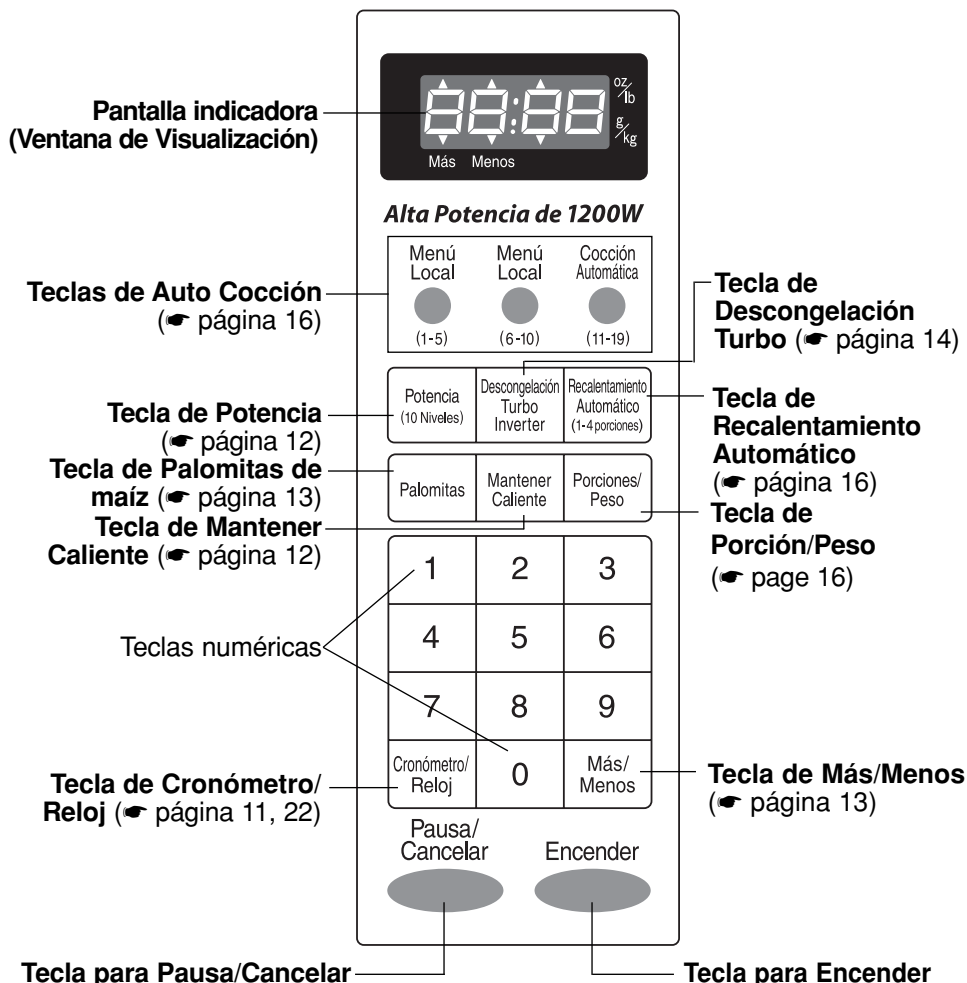 Pantalla indicadora
(Ventana de Visualización)
88:88
oz/lb
g/kg
Más Menos
Alta Potencia de 1200W
Teclas de Auto Cocción
(☛ página 16)
Menú
Local
(1-5)
Menú
Local
(6-10)
Cocción
Automática
(11-19)
Tecla de
Descongelación
Turbo (☛ página 14)
Tecla de Potencia
(☛ página 12)
Potencia
(10 Niveles)
Descongelación
Turbo
Inverter
Recalentamiento
Automático
(1-4 porciones)
Tecla de
Recalentamiento
Automático
(☛ página 16)
Tecla de Palomitas de
maíz (☛ página 13)
Tecla de Mantener
Caliente (☛ página 12)
Palomitas
Mantener
Caliente
Porciones/
Peso
Tecla de
Porción/Peso
(☛ page 16)
Teclas numéricas
1 2 3
4 5 6
7 8 9
Tecla de Cronómetro/
Reloj (☛ página 11, 22)
Cronómetro/
Reloj
0
Más/
Menos
Tecla de Más/Menos
(☛ página 13)
Pausa/
Cancelar
Encender
Tecla para Pausa/Cancelar
Tecla para Encender